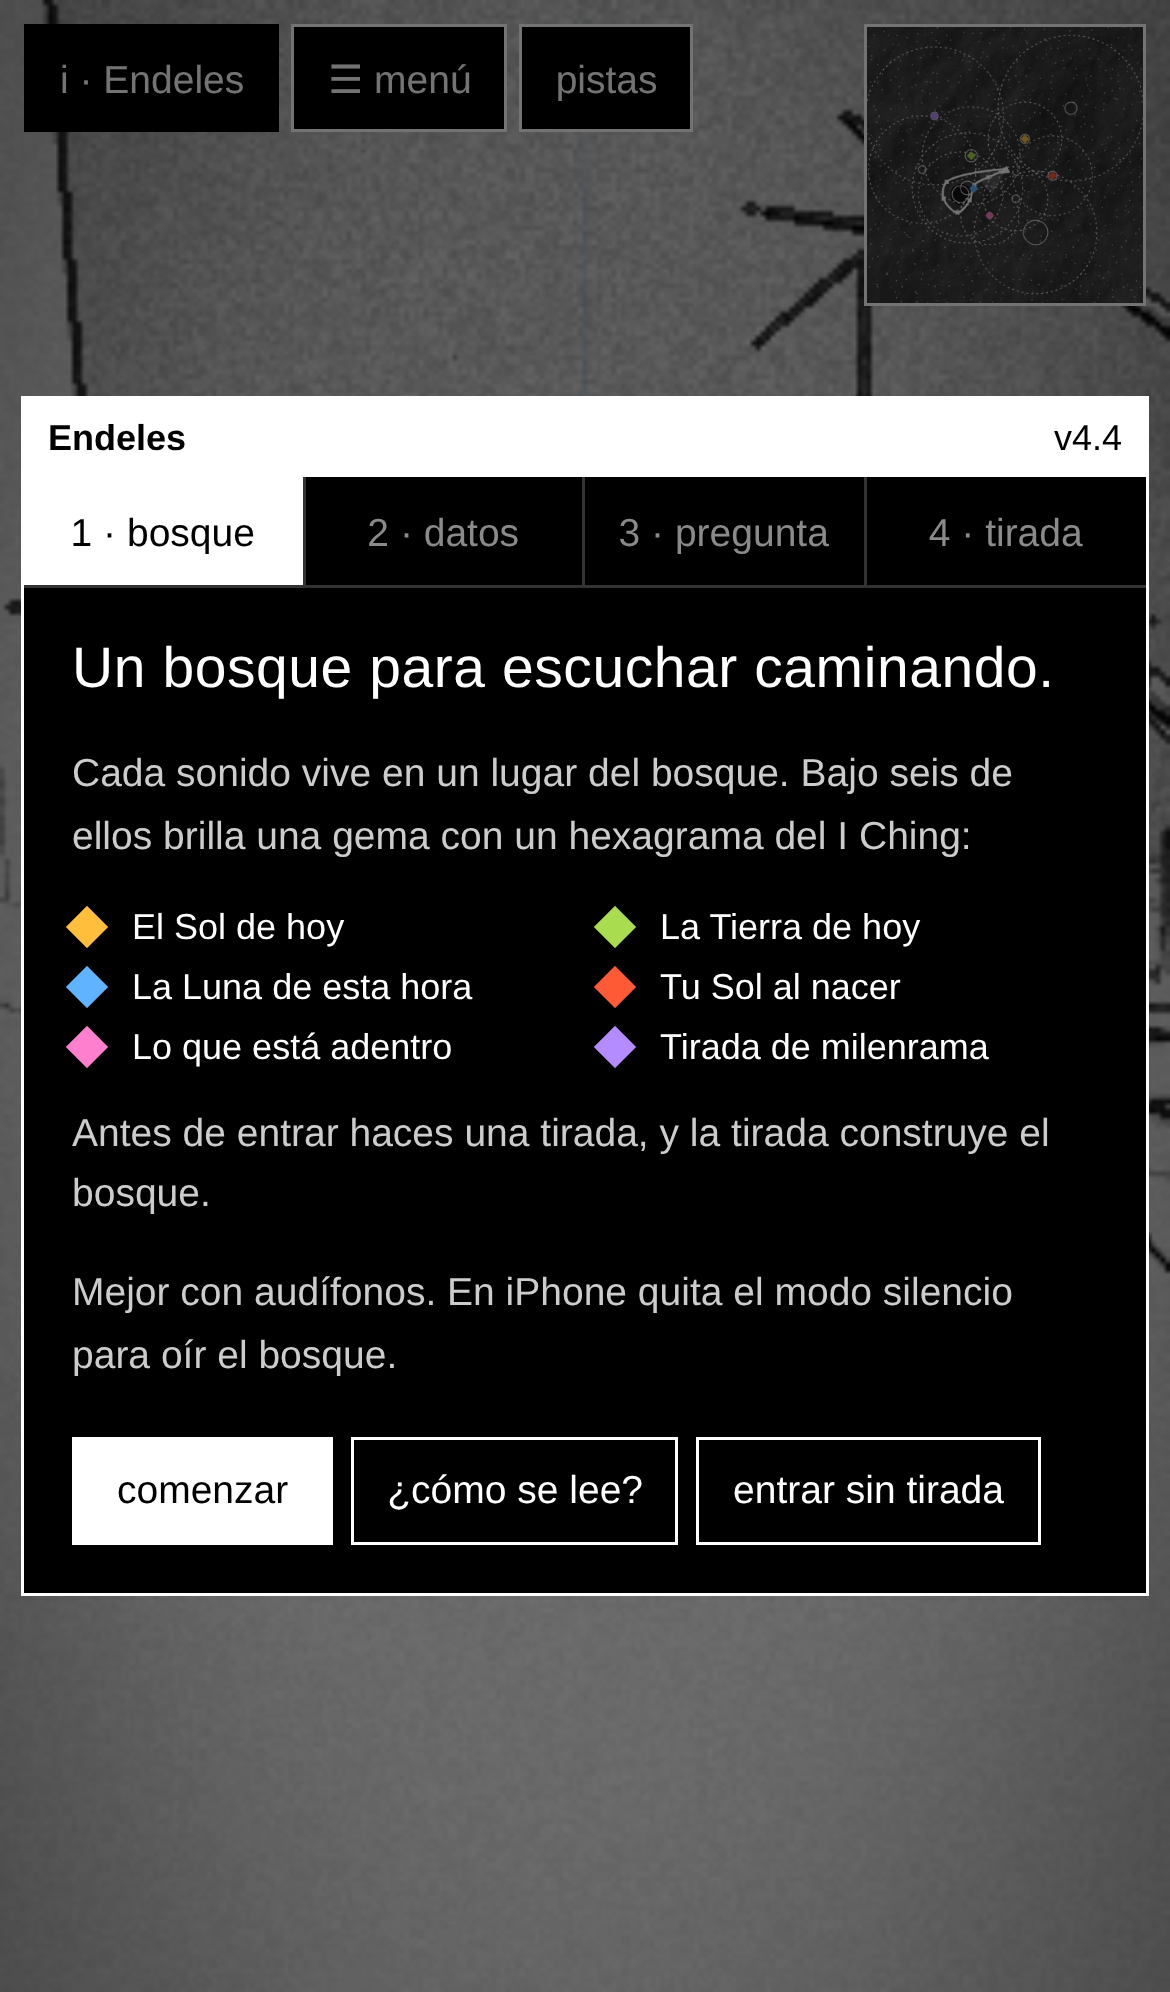 i · Endeles
☰ menú
pistas
Endeles
v4.4
1 · bosque
2 · datos
3 · pregunta
4 · tirada
Un bosque para escuchar caminando.
Cada sonido vive en un lugar del bosque. Bajo seis de
ellos brilla una gema con un hexagrama del I Ching:
El Sol de hoy
La Tierra de hoy
La Luna de esta hora
Tu Sol al nacer
Lo que está adentro
Tirada de milenrama
Antes de entrar haces una tirada, y la tirada construye el
bosque.
Mejor con audífonos. En iPhone quita el modo silencio
para oír el bosque.
comenzar
¿cómo se lee?
entrar sin tirada